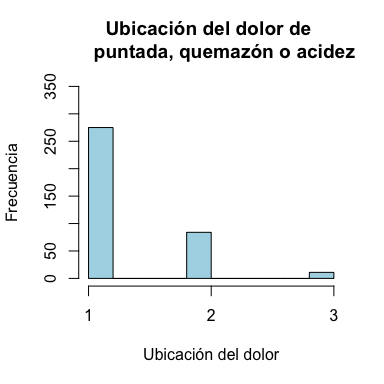 Ubicación del dolor de
puntada, quemazón o acidez
Frecuencia
350
250
150
50
0
1 2 3
Ubicación del dolor